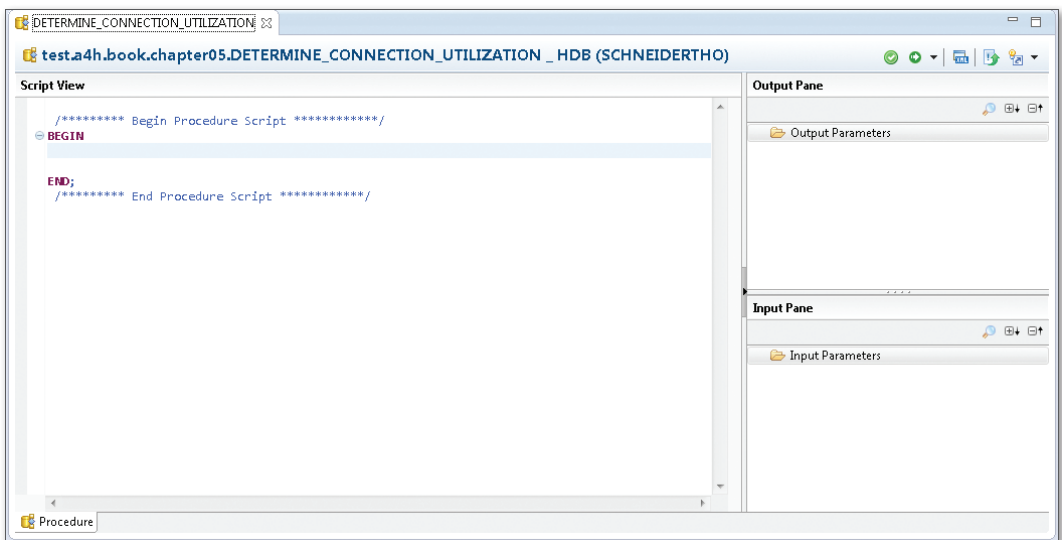 DETERMINE_CONNECTION_UTILIZATION
test.a4h.book.chapter05.DETERMINE_CONNECTION_UTILIZATION _ HDB (SCHNEIDERTHO)
Script View
/********* Begin Procedure Script ************/
BEGIN
END;
/********* End Procedure Script ************/
Output Pane
Output Parameters
Input Pane
Input Parameters
Procedure